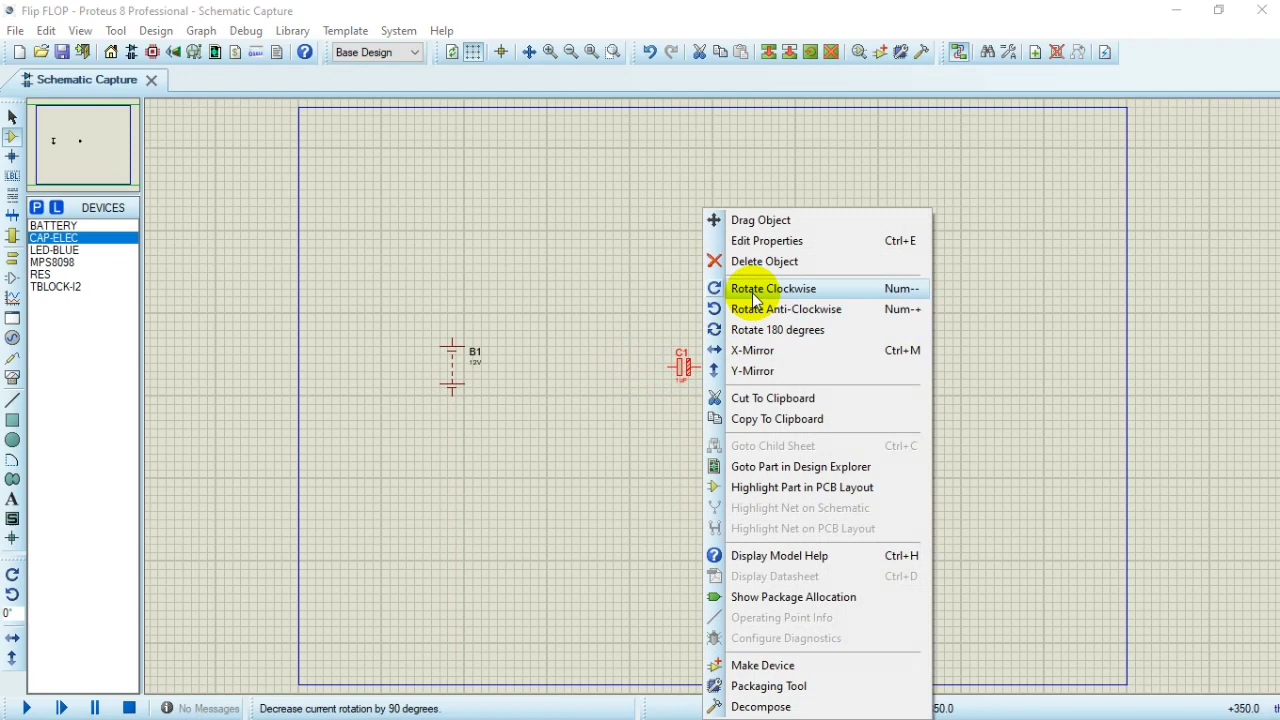 Flip FLOP - Proteus 8 Professional - Schematic Capture
File Edit View Tool Design Graph Debug Library Template System Help
Base Design
Schematic Capture
P L DEVICES
BATTERY
CAP-ELEC
LED-BLUE
MPS8098
RES
TBLOCK-I2
LBL
A
S
0°
B1
12V
C1
1uF
Drag Object
Edit Properties Ctrl+E
Delete Object
Rotate Clockwise Num--
Rotate Anti-Clockwise Num-+
Rotate 180 degrees
X-Mirror Ctrl+M
Y-Mirror
Cut To Clipboard
Copy To Clipboard
Goto Child Sheet Ctrl+C
Goto Part in Design Explorer
Highlight Part in PCB Layout
Highlight Net on Schematic
Highlight Net on PCB Layout
Display Model Help Ctrl+H
Display Datasheet Ctrl+D
Show Package Allocation
Operating Point Info
Configure Diagnostics
Make Device
Packaging Tool
Decompose
No Messages Decrease current rotation by 90 degrees. 50.0 +350.0 th